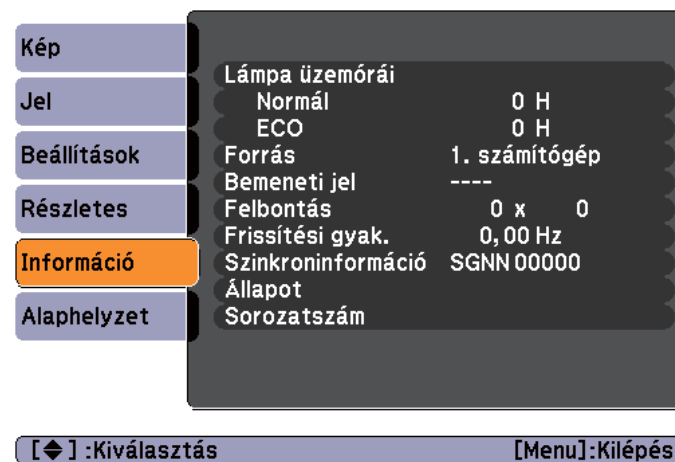 Kép
Jel
Beállítások
Részletes
Információ
Alaphelyzet
Lámpa üzemórái
Normál 0 H
ECO 0 H
Forrás 1. számítógép
Bemeneti jel ----
Felbontás 0 x 0
Frissítési gyak. 0,00 Hz
Szinkroninformáció SGNN 00000
Állapot
Sorozatszám
[◆] :Kiválasztás [Menu]:Kilépés